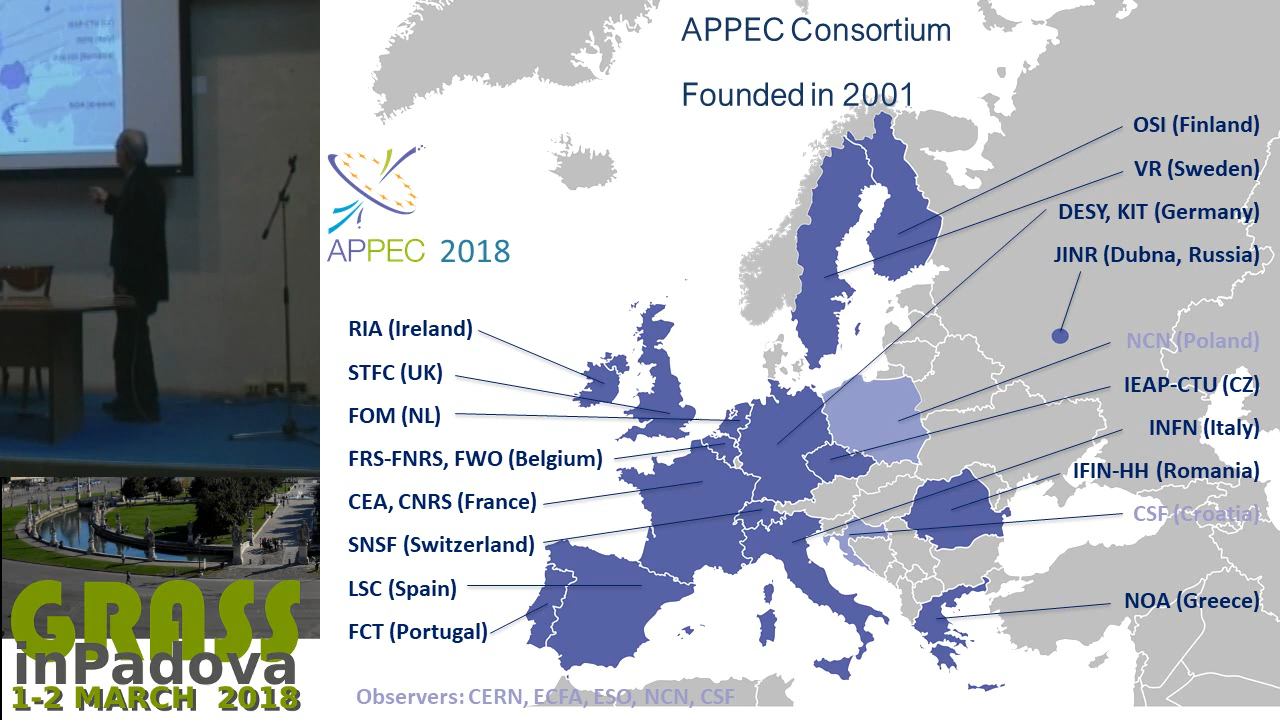 APPEC Consortium
Founded in 2001
APPEC 2018
OSI (Finland)
VR (Sweden)
DESY, KIT (Germany)
JINR (Dubna, Russia)
NCN (Poland)
IEAP-CTU (CZ)
INFN (Italy)
IFIN-HH (Romania)
CSF (Croatia)
NOA (Greece)
RIA (Ireland)
STFC (UK)
FOM (NL)
FRS-FNRS, FWO (Belgium)
CEA, CNRS (France)
SNSF (Switzerland)
LSC (Spain)
FCT (Portugal)
Observers: CERN, ECFA, ESO, NCN, CSF
GRASS
inPadova
1-2 MARCH 2018